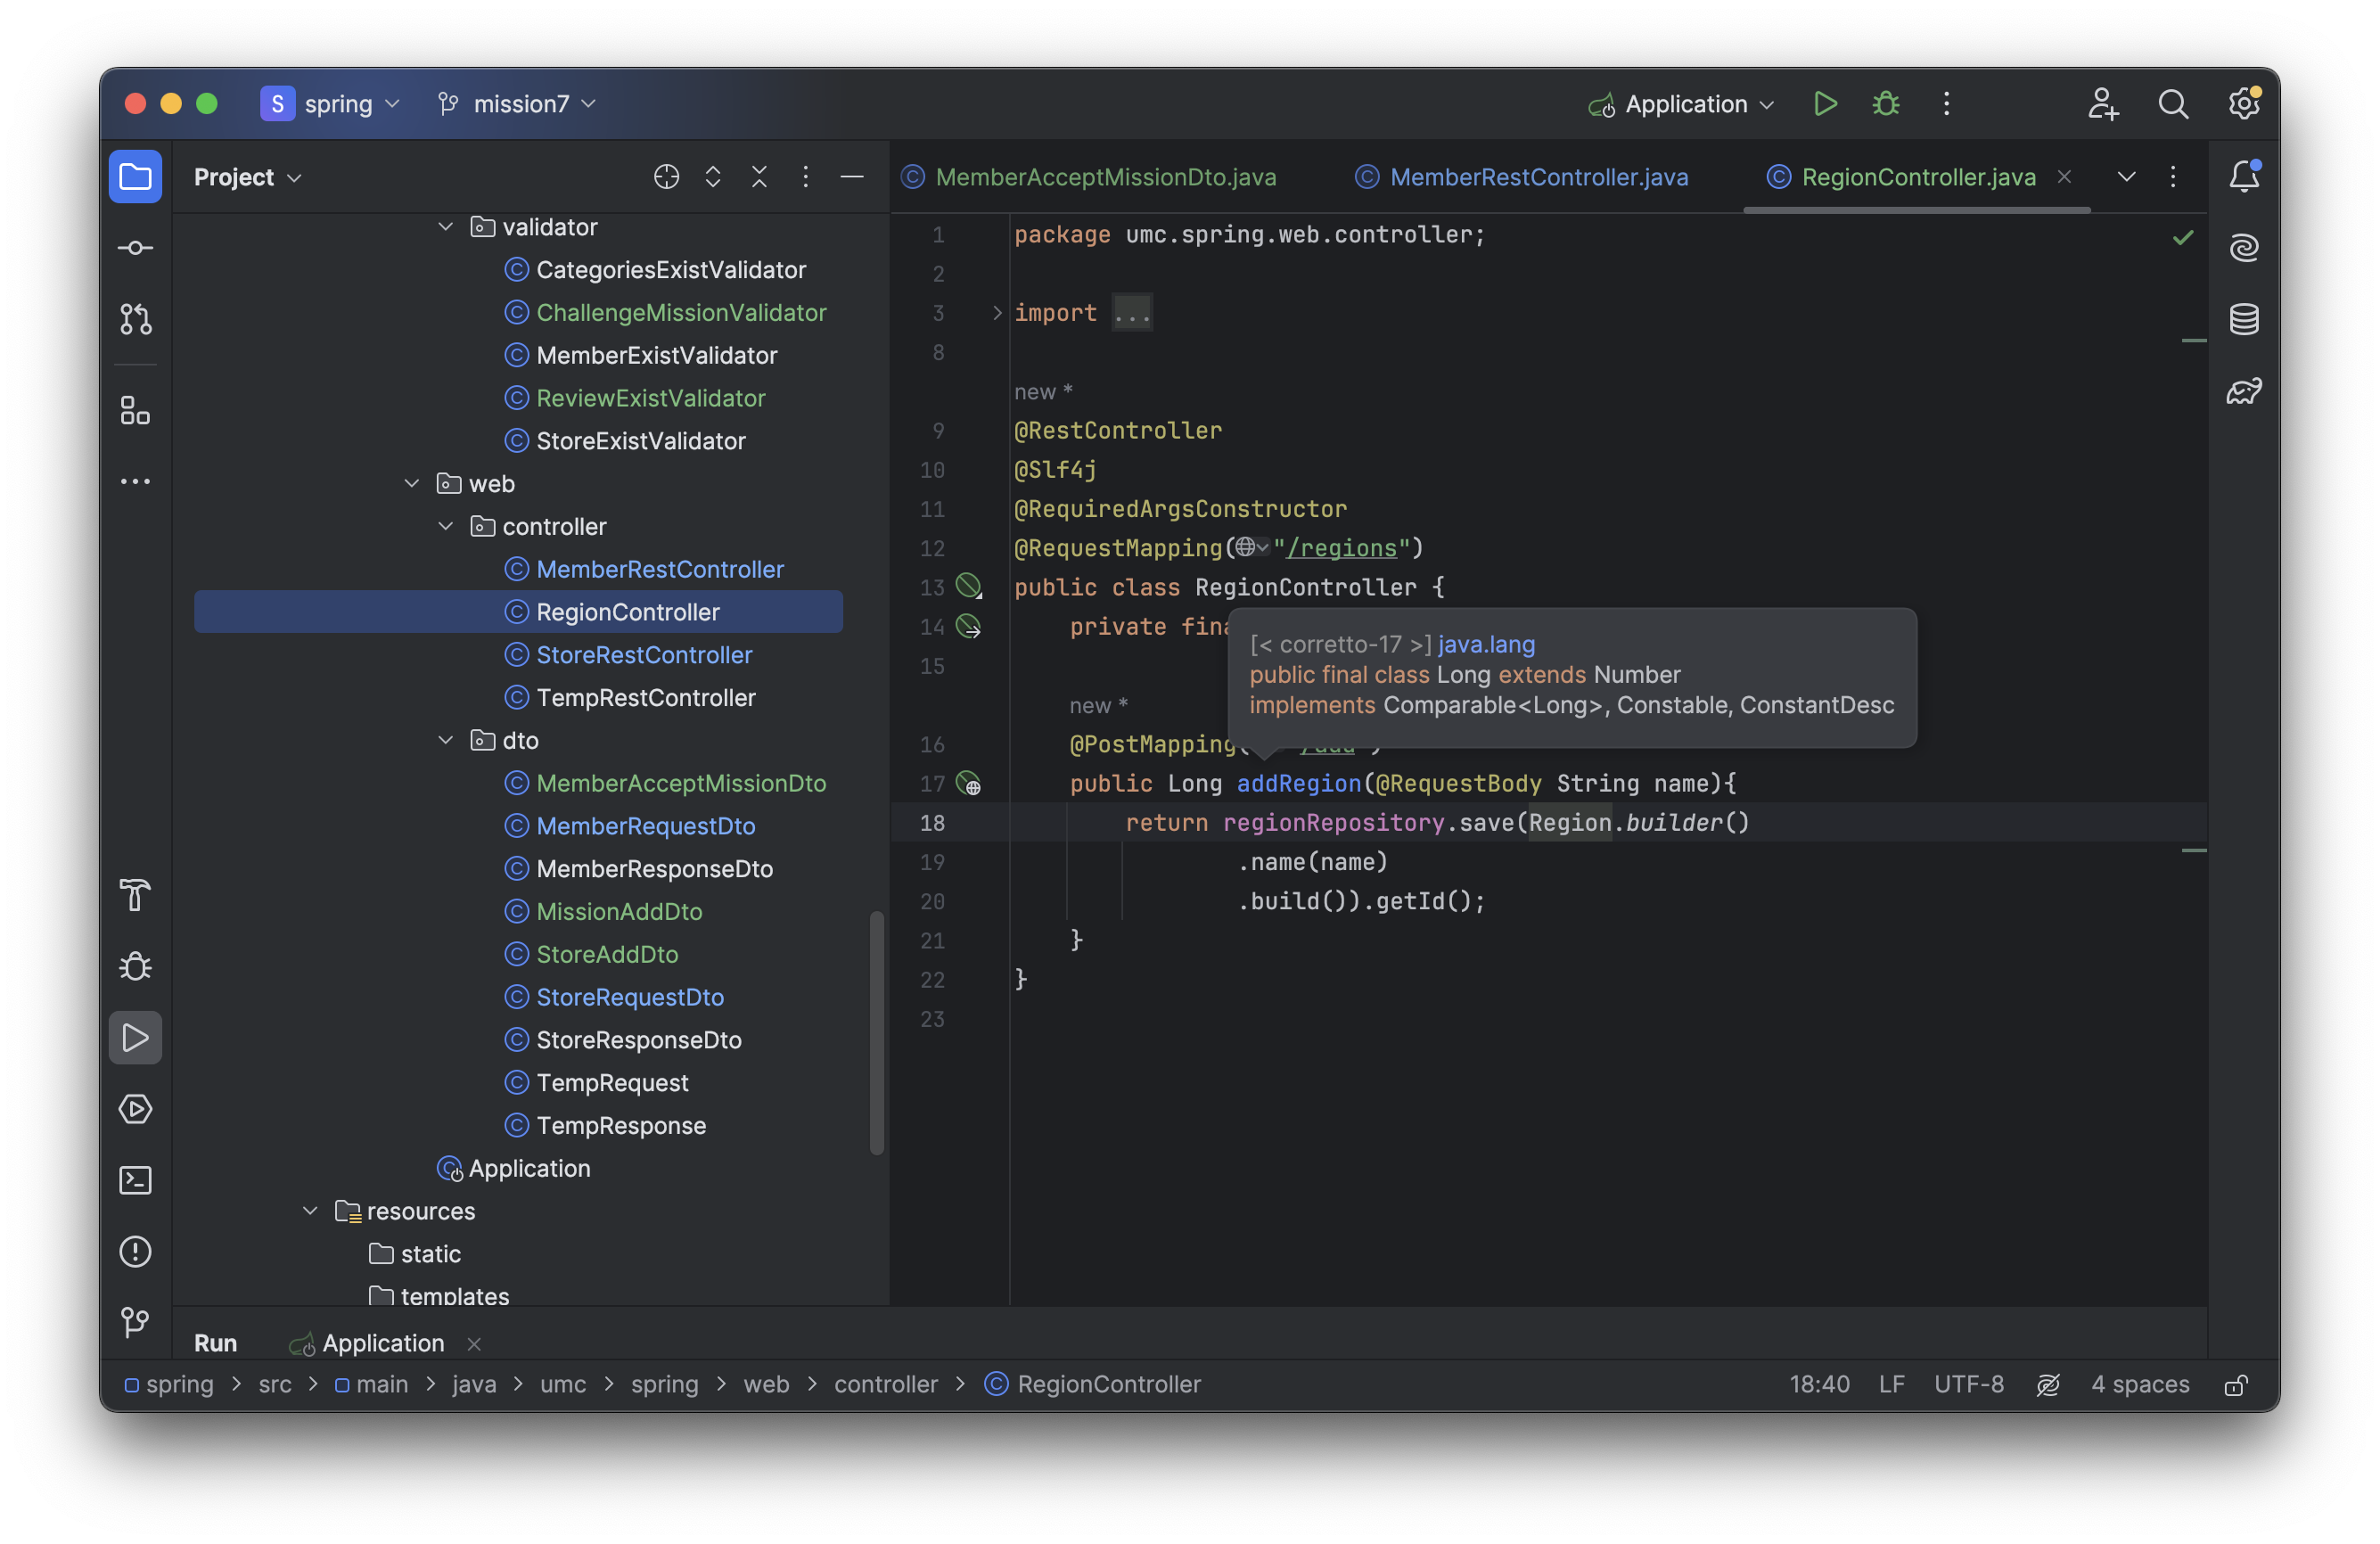 S spring mission7 Application
Project
MemberAcceptMissionDto.java MemberRestController.java RegionController.java
validator
CategoriesExistValidator
ChallengeMissionValidator
MemberExistValidator
ReviewExistValidator
StoreExistValidator
web
controller
MemberRestController
RegionController
StoreRestController
TempRestController
dto
MemberAcceptMissionDto
MemberRequestDto
MemberResponseDto
MissionAddDto
StoreAddDto
StoreRequestDto
StoreResponseDto
TempRequest
TempResponse
Application
resources
static
templates
1 package umc.spring.web.controller;
2
3 import ...
8
new *
9 @RestController
10 @Slf4j
11 @RequiredArgsConstructor
12 @RequestMapping("/regions")
13 public class RegionController {
14 private
15
[< corretto-17 >] java.lang
public final class Long extends Number
implements Comparable<Long>, Constable, ConstantDesc
new *
16 @PostMapping(
17 public Long addRegion(@RequestBody String name){
18 return regionRepository.save(Region.builder()
19 .name(name)
20 .build()).getId();
21 }
22 }
23
Run Application
spring > src > main > java > umc > spring > web > controller > RegionController
18:40 LF UTF-8 4 spaces